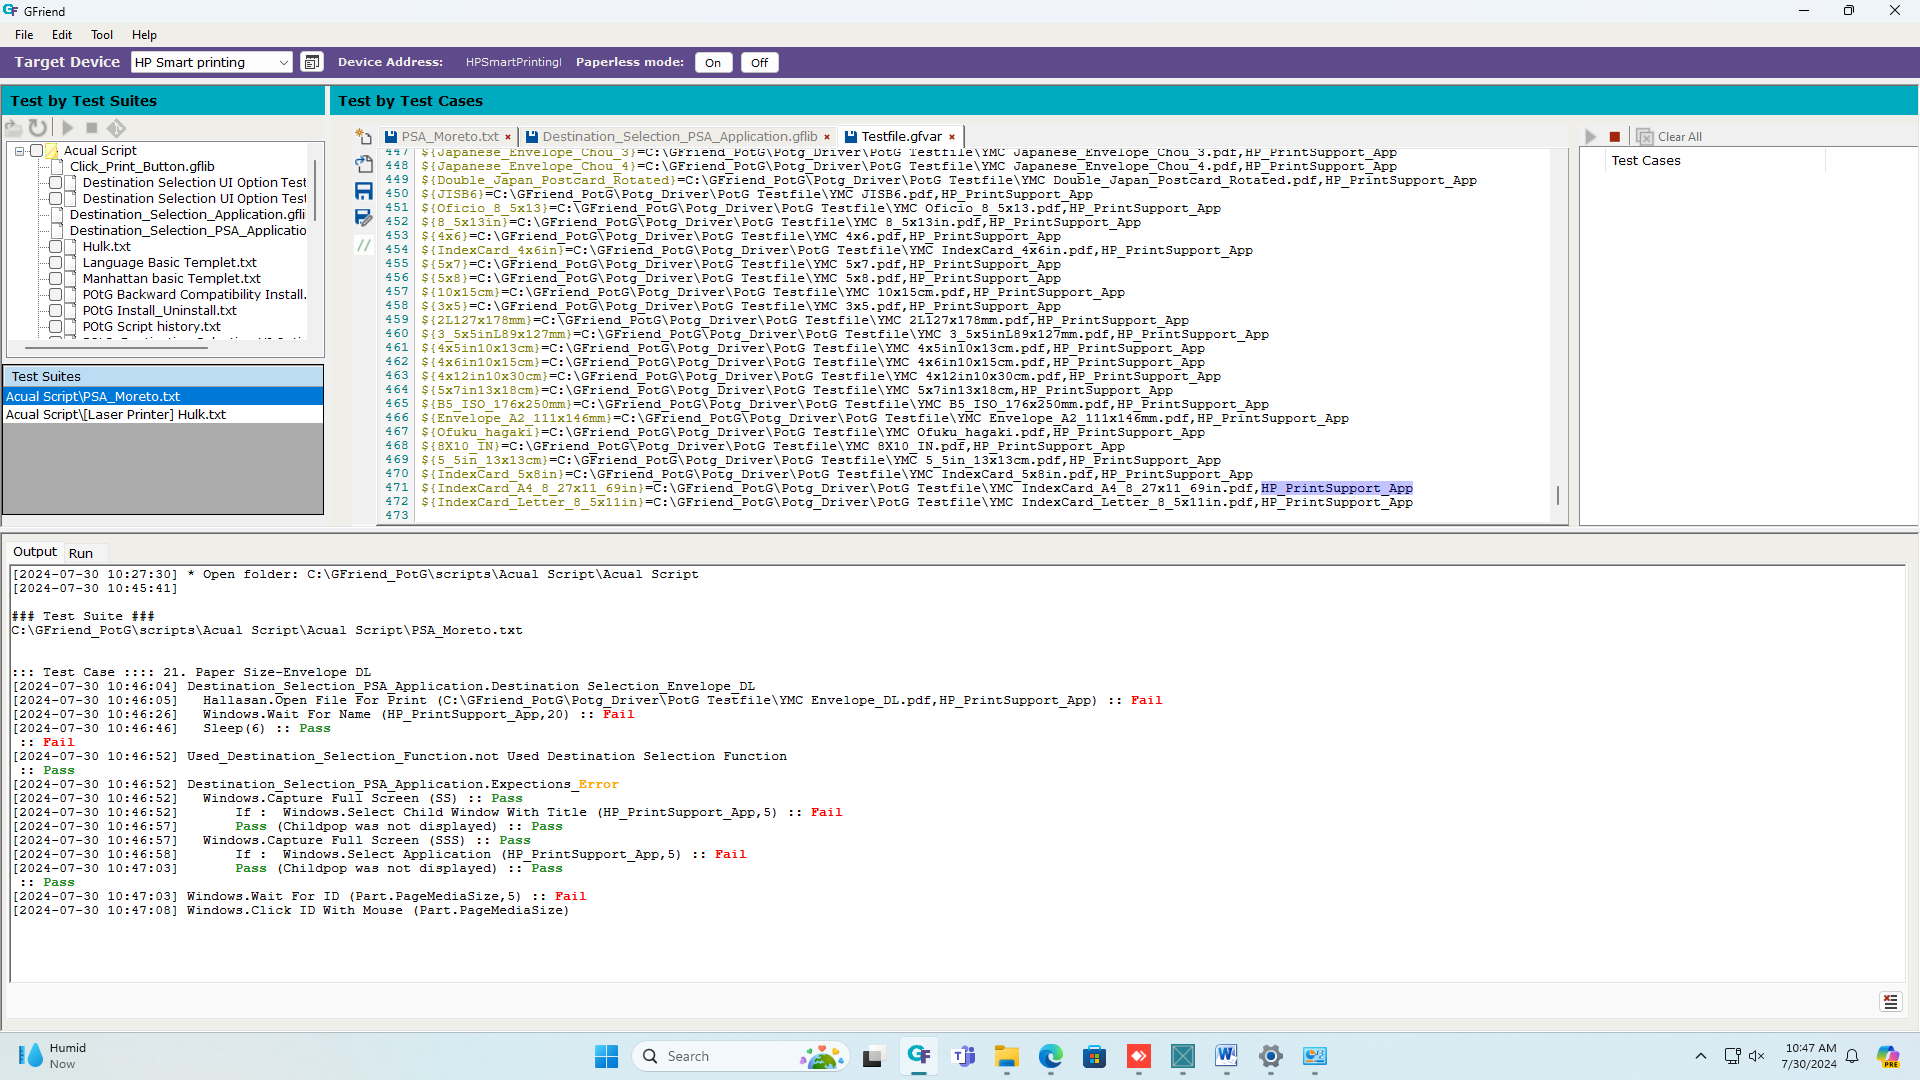 GFriend
File Edit Tool Help
Target Device HP Smart printing Device Address: HPSmartPrintingl Paperless mode: On Off
Test by Test Suites
Test by Test Cases
PSA_Moreto.txt × Destination_Selection_PSA_Application.gflib × Testfile.gfvar ×
Clear All
Acual Script
Click_Print_Button.gflib
Destination Selection UI Option Test
Destination Selection UI Option Test
Destination_Selection_Application.gfli
Destination_Selection_PSA_Applicatio
Hulk.txt
Language Basic Templet.txt
Manhattan basic Templet.txt
POtG Backward Compatibility Install.
POtG Install_Uninstall.txt
POtG Script history.txt
Test Suites
Acual Script\PSA_Moreto.txt
Acual Script\[Laser Printer] Hulk.txt
447 ${Japanese_Envelope_Chou_3}=C:\GFriend_PotG\Potg_Driver\PotG Testfile\YMC Japanese_Envelope_Chou_3.pdf,HP_PrintSupport_App
448 ${Japanese_Envelope_Chou_4}=C:\GFriend_PotG\Potg_Driver\PotG Testfile\YMC Japanese_Envelope_Chou_4.pdf,HP_PrintSupport_App
449 ${Double_Japan_Postcard_Rotated}=C:\GFriend_PotG\Potg_Driver\PotG Testfile\YMC Double_Japan_Postcard_Rotated.pdf,HP_PrintSupport_App
450 ${JISB6}=C:\GFriend_PotG\Potg_Driver\PotG Testfile\YMC JISB6.pdf,HP_PrintSupport_App
451 ${Oficio_8_5x13}=C:\GFriend_PotG\Potg_Driver\PotG Testfile\YMC Oficio_8_5x13.pdf,HP_PrintSupport_App
452 ${8_5x13in}=C:\GFriend_PotG\Potg_Driver\PotG Testfile\YMC 8_5x13in.pdf,HP_PrintSupport_App
453 ${4x6}=C:\GFriend_PotG\Potg_Driver\PotG Testfile\YMC 4x6.pdf,HP_PrintSupport_App
454 ${IndexCard_4x6in}=C:\GFriend_PotG\Potg_Driver\PotG Testfile\YMC IndexCard_4x6in.pdf,HP_PrintSupport_App
455 ${5x7}=C:\GFriend_PotG\Potg_Driver\PotG Testfile\YMC 5x7.pdf,HP_PrintSupport_App
456 ${5x8}=C:\GFriend_PotG\Potg_Driver\PotG Testfile\YMC 5x8.pdf,HP_PrintSupport_App
457 ${10x15cm}=C:\GFriend_PotG\Potg_Driver\PotG Testfile\YMC 10x15cm.pdf,HP_PrintSupport_App
458 ${3x5}=C:\GFriend_PotG\Potg_Driver\PotG Testfile\YMC 3x5.pdf,HP_PrintSupport_App
459 ${2L127x178mm}=C:\GFriend_PotG\Potg_Driver\PotG Testfile\YMC 2L127x178mm.pdf,HP_PrintSupport_App
460 ${3_5x5inL89x127mm}=C:\GFriend_PotG\Potg_Driver\PotG Testfile\YMC 3_5x5inL89x127mm.pdf,HP_PrintSupport_App
461 ${4x5in10x13cm}=C:\GFriend_PotG\Potg_Driver\PotG Testfile\YMC 4x5in10x13cm.pdf,HP_PrintSupport_App
462 ${4x6in10x15cm}=C:\GFriend_PotG\Potg_Driver\PotG Testfile\YMC 4x6in10x15cm.pdf,HP_PrintSupport_App
463 ${4x12in10x30cm}=C:\GFriend_PotG\Potg_Driver\PotG Testfile\YMC 4x12in10x30cm.pdf,HP_PrintSupport_App
464 ${5x7in13x18cm}=C:\GFriend_PotG\Potg_Driver\PotG Testfile\YMC 5x7in13x18cm,HP_PrintSupport_App
465 ${B5_ISO_176x250mm}=C:\GFriend_PotG\Potg_Driver\PotG Testfile\YMC B5_ISO_176x250mm.pdf,HP_PrintSupport_App
466 ${Envelope_A2_111x146mm}=C:\GFriend_PotG\Potg_Driver\PotG Testfile\YMC Envelope_A2_111x146mm.pdf,HP_PrintSupport_App
467 ${Ofuku_hagaki}=C:\GFriend_PotG\Potg_Driver\PotG Testfile\YMC Ofuku_hagaki.pdf,HP_PrintSupport_App
468 ${8X10_IN}=C:\GFriend_PotG\Potg_Driver\PotG Testfile\YMC 8X10_IN.pdf,HP_PrintSupport_App
469 ${5_5in_13x13cm}=C:\GFriend_PotG\Potg_Driver\PotG Testfile\YMC 5_5in_13x13cm.pdf,HP_PrintSupport_App
470 ${IndexCard_5x8in}=C:\GFriend_PotG\Potg_Driver\PotG Testfile\YMC IndexCard_5x8in.pdf,HP_PrintSupport_App
471 ${IndexCard_A4_8_27x11_69in}=C:\GFriend_PotG\Potg_Driver\PotG Testfile\YMC IndexCard_A4_8_27x11_69in.pdf,HP_PrintSupport_App
472 ${IndexCard_Letter_8_5x11in}=C:\GFriend_PotG\Potg_Driver\PotG Testfile\YMC IndexCard_Letter_8_5x11in.pdf,HP_PrintSupport_App
473
Test Cases
Output Run
[2024-07-30 10:27:30] * Open folder: C:\GFriend_PotG\scripts\Acual Script\Acual Script
[2024-07-30 10:45:41]
### Test Suite ###
C:\GFriend_PotG\scripts\Acual Script\Acual Script\PSA_Moreto.txt
::: Test Case :::: 21. Paper Size-Envelope DL
[2024-07-30 10:46:04] Destination_Selection_PSA_Application.Destination Selection_Envelope_DL
[2024-07-30 10:46:05] Hallasan.Open File For Print (C:\GFriend_PotG\Potg_Driver\PotG Testfile\YMC Envelope_DL.pdf,HP_PrintSupport_App) :: Fail
[2024-07-30 10:46:26] Windows.Wait For Name (HP_PrintSupport_App,20) :: Fail
[2024-07-30 10:46:46] Sleep(6) :: Pass
:: Fail
[2024-07-30 10:46:52] Used_Destination_Selection_Function.not Used Destination Selection Function
:: Pass
[2024-07-30 10:46:52] Destination_Selection_PSA_Application.Expections_Error
[2024-07-30 10:46:52] Windows.Capture Full Screen (SS) :: Pass
[2024-07-30 10:46:52] If : Windows.Select Child Window With Title (HP_PrintSupport_App,5) :: Fail
[2024-07-30 10:46:57] Pass (Childpop was not displayed) :: Pass
[2024-07-30 10:46:57] Windows.Capture Full Screen (SSS) :: Pass
[2024-07-30 10:46:58] If : Windows.Select Application (HP_PrintSupport_App,5) :: Fail
[2024-07-30 10:47:03] Pass (Childpop was not displayed) :: Pass
:: Pass
[2024-07-30 10:47:03] Windows.Wait For ID (Part.PageMediaSize,5) :: Fail
[2024-07-30 10:47:08] Windows.Click ID With Mouse (Part.PageMediaSize)
Humid
Now
Search
10:47 AM
7/30/2024